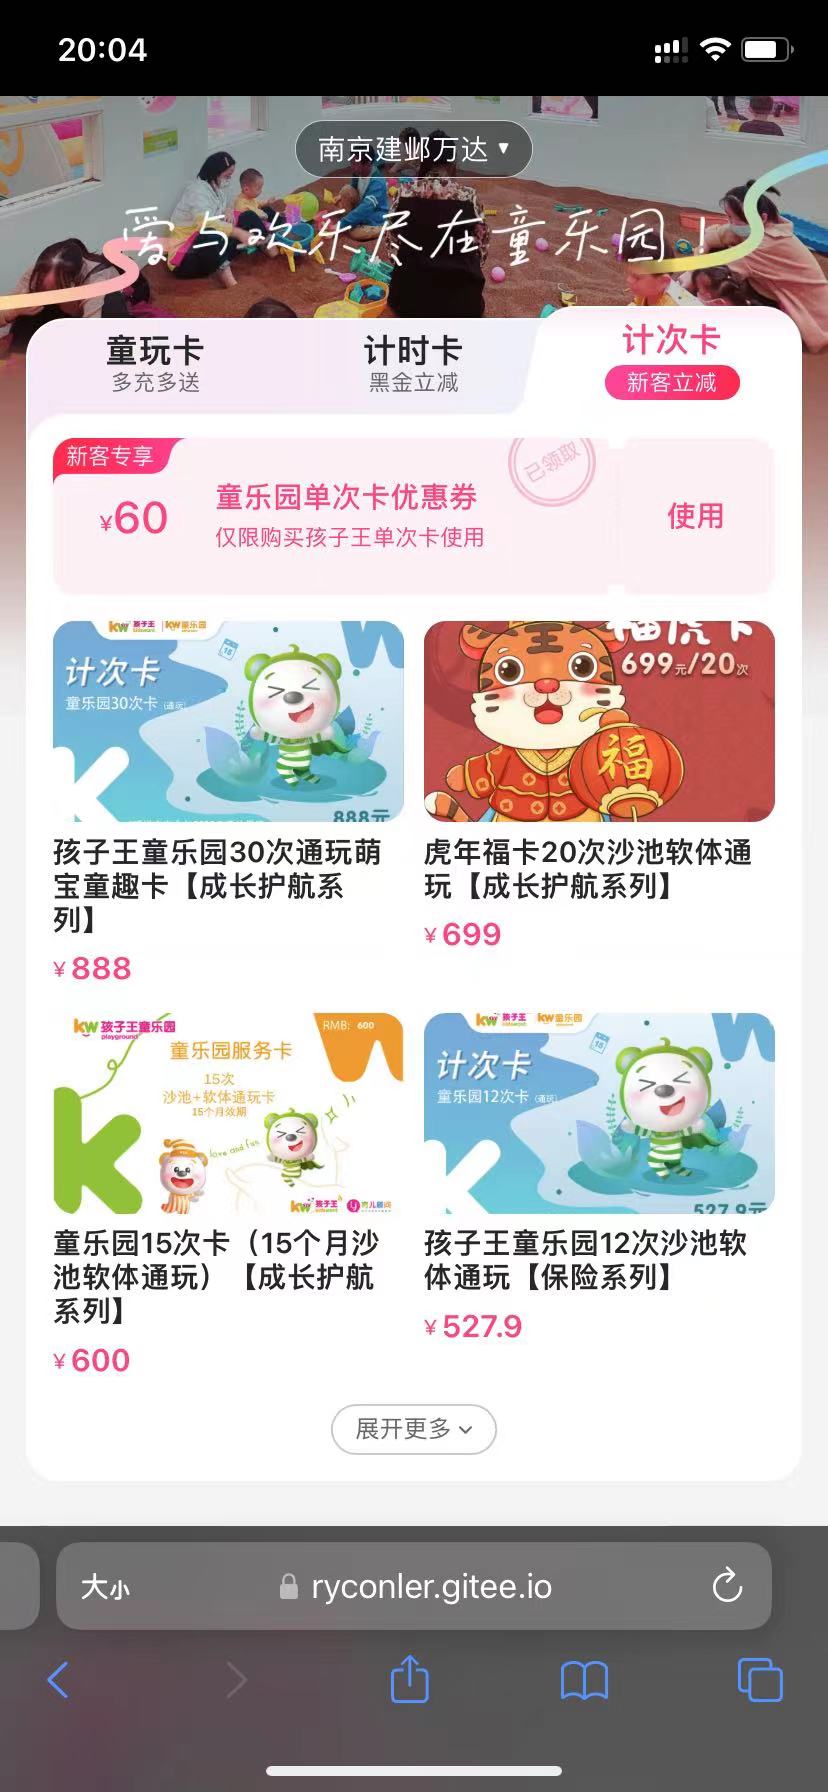 20:04
南京建邺万达 ▼
爱与欢乐尽在童乐园！
童玩卡
多充多送
计时卡
黑金立减
计次卡
新客立减
新客专享
¥60
童乐园单次卡优惠券
仅限购买孩子王单次卡使用
已领取
使用
kw 孩子王 kidswant | kw 童乐园
计次卡
童乐园30次卡（通玩）
888元
福虎卡
699元/20次
福
孩子王童乐园30次通玩萌
宝童趣卡【成长护航系
列】
¥888
虎年福卡20次沙池软体通
玩【成长护航系列】
¥699
kw 孩子王童乐园
playground
RMB: 600
童乐园服务卡
15次
沙池+软体通玩卡
15个月效期
love and fun
kw 孩子王 kidswant 育儿顾问
kw 孩子王 kidswant kw 童乐园
计次卡
童乐园12次卡（通玩）
527.9元
童乐园15次卡（15个月沙
池软体通玩）【成长护航
系列】
¥600
孩子王童乐园12次沙池软
体通玩【保险系列】
¥527.9
展开更多
大小
ryconler.gitee.io